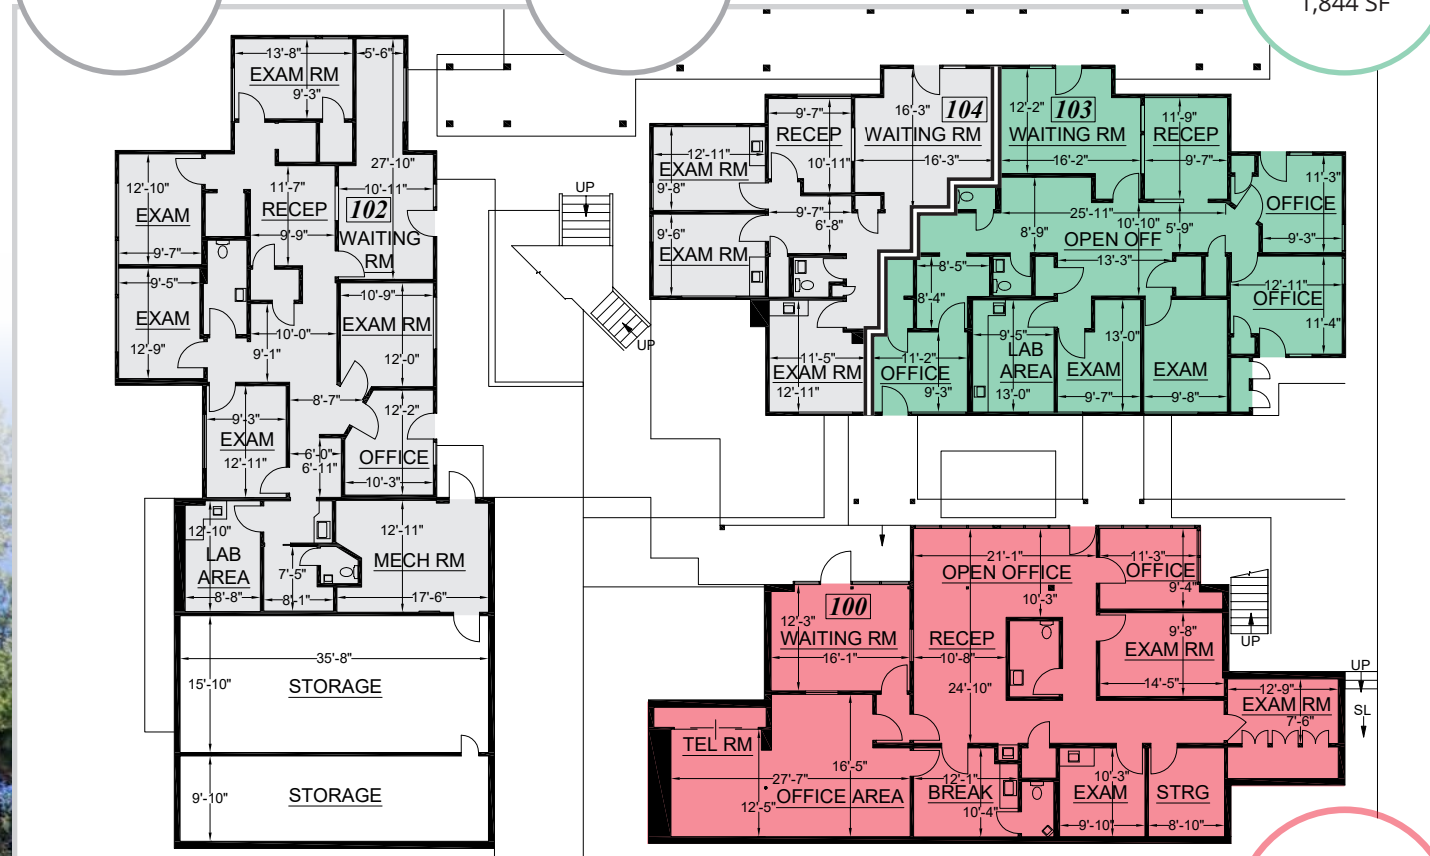 1,844 SF
13'-8"
EXAM RM
9'-3"
5'-6"
27'-10"
10'-11"
102
WAITING
RM
12'-10"
EXAM
9'-7"
11'-7"
RECEP
9'-9"
9'-5"
EXAM
12'-9"
10'-0"
9'-1"
10'-9"
EXAM RM
12'-0"
8'-7"
9'-3"
EXAM
12'-11"
6'-0"
6'-11"
12'-2"
OFFICE
10'-3"
12'-10"
LAB
AREA
8'-8"
7'-5"
8'-1"
12'-11"
MECH RM
17'-6"
35'-8"
15'-10"
STORAGE
9'-10"
STORAGE
UP
UP
12'-11"
EXAM RM
9'-8"
9'-6"
EXAM RM
9'-7"
RECEP
10'-11"
9'-7"
6'-8"
16'-3"
104
WAITING RM
16'-3"
11'-5"
EXAM RM
12'-11"
12'-2"
103
WAITING RM
16'-2"
11'-9"
RECEP
9'-7"
25'-11"
10'-10"
5'-9"
8'-9"
OPEN OFF
13'-3"
11'-3"
OFFICE
9'-3"
12'-11"
OFFICE
11'-4"
8'-5"
8'-4"
11'-2"
OFFICE
9'-3"
9'-5"
LAB
AREA
13'-0"
13'-0"
EXAM
9'-7"
EXAM
9'-8"
12'-3"
100
WAITING RM
16'-1"
21'-1"
OPEN OFFICE
10'-3"
RECEP
10'-8"
24'-10"
11'-3"
OFFICE
9'-4"
9'-8"
EXAM RM
14'-5"
12'-9"
EXAM RM
7'-6"
UP
UP
SL
TEL RM
16'-5"
27'-7"
12'-5"
OFFICE AREA
12'-1"
BREAK
10'-4"
10'-3"
EXAM
9'-10"
STRG
8'-10"